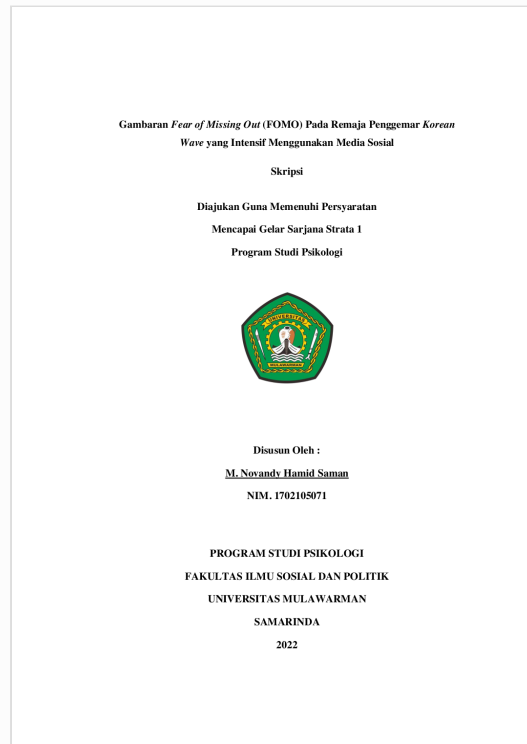 Gambaran Fear of Missing Out (FOMO) Pada Remaja Penggemar Korean
Wave yang Intensif Menggunakan Media Sosial
Skripsi
Diajukan Guna Memenuhi Persyaratan
Mencapai Gelar Sarjana Strata 1
Program Studi Psikologi
UNIVERSITAS
MULAWARMAN
Disusun Oleh :
M. Novandy Hamid Saman
NIM. 1702105071
PROGRAM STUDI PSIKOLOGI
FAKULTAS ILMU SOSIAL DAN POLITIK
UNIVERSITAS MULAWARMAN
SAMARINDA
2022